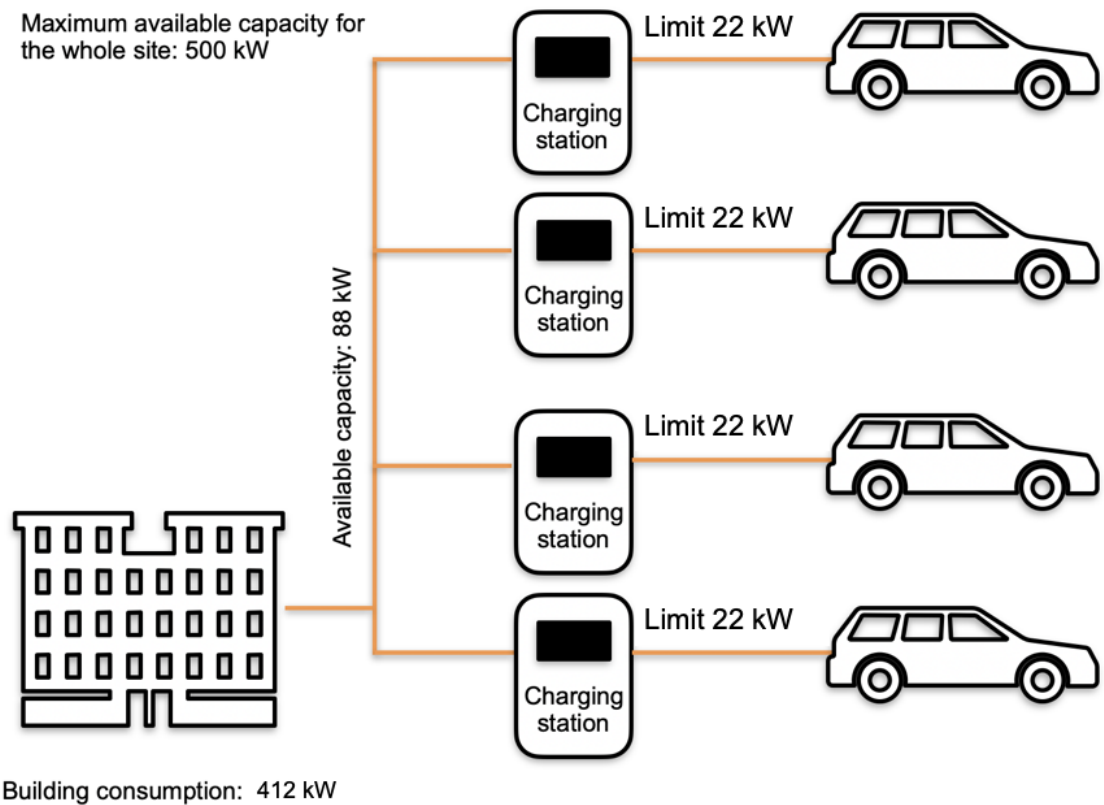 Maximum available capacity for
the whole site: 500 kW
Limit 22 kW
Charging
station
Limit 22 kW
Charging
station
Available capacity: 88 kW
Limit 22 kW
Charging
station
Limit 22 kW
Charging
station
Building consumption: 412 kW